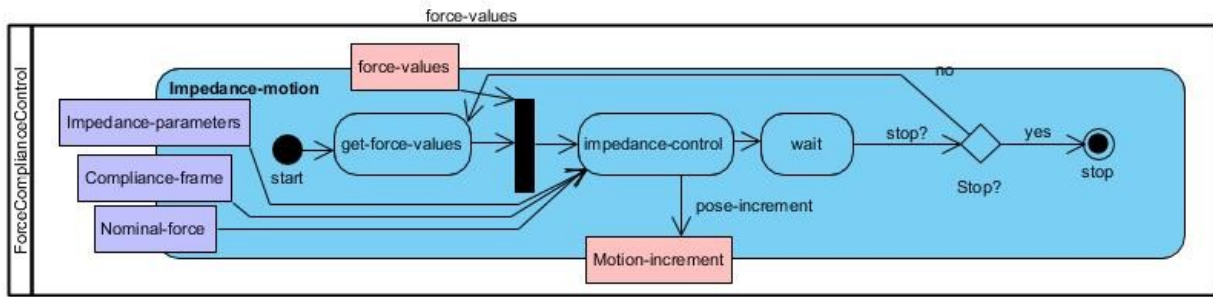 force-values
ForceComplianceControl
force-values
Impedance-motion
no
Impedance-parameters
get-force-values
impedance-control
wait
stop?
yes
start
stop
Compliance-frame
Stop?
pose-increment
Nominal-force
Motion-increment